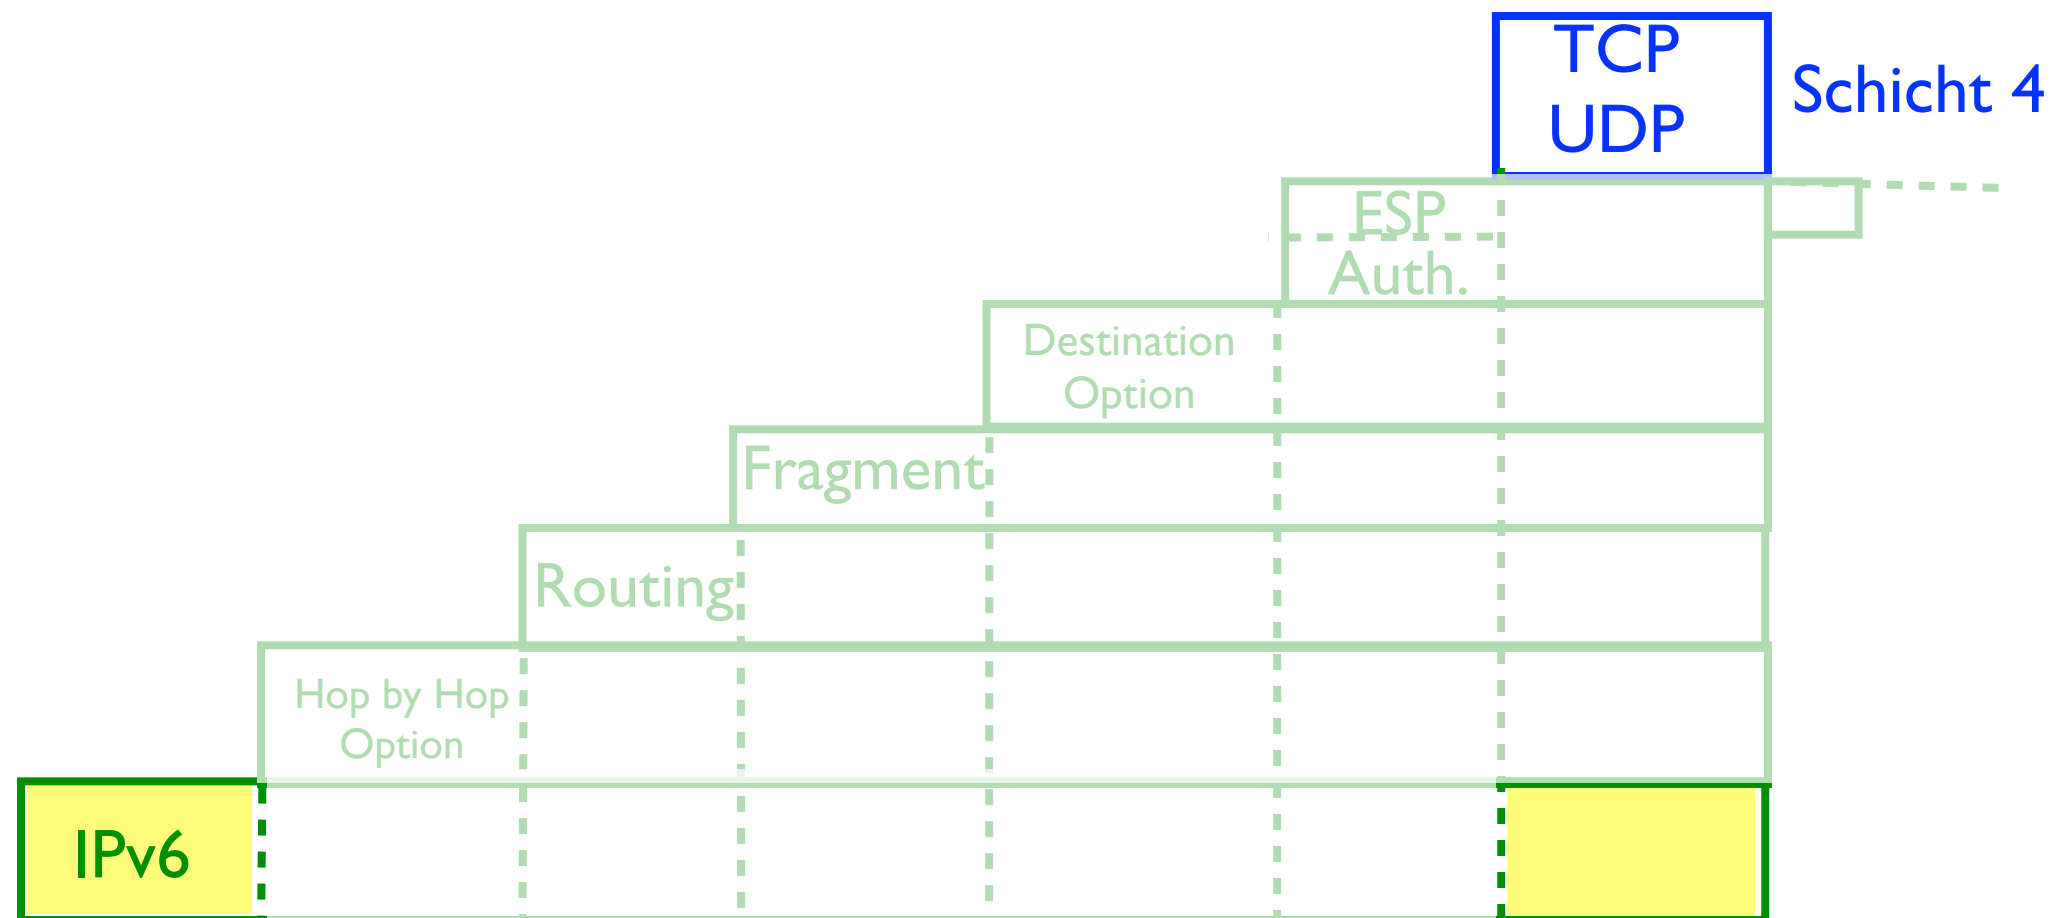 TCP
UDP
Schicht 4
ESP
Auth.
Destination
Option
Fragment
Routing
Hop by Hop
Option
IPv6